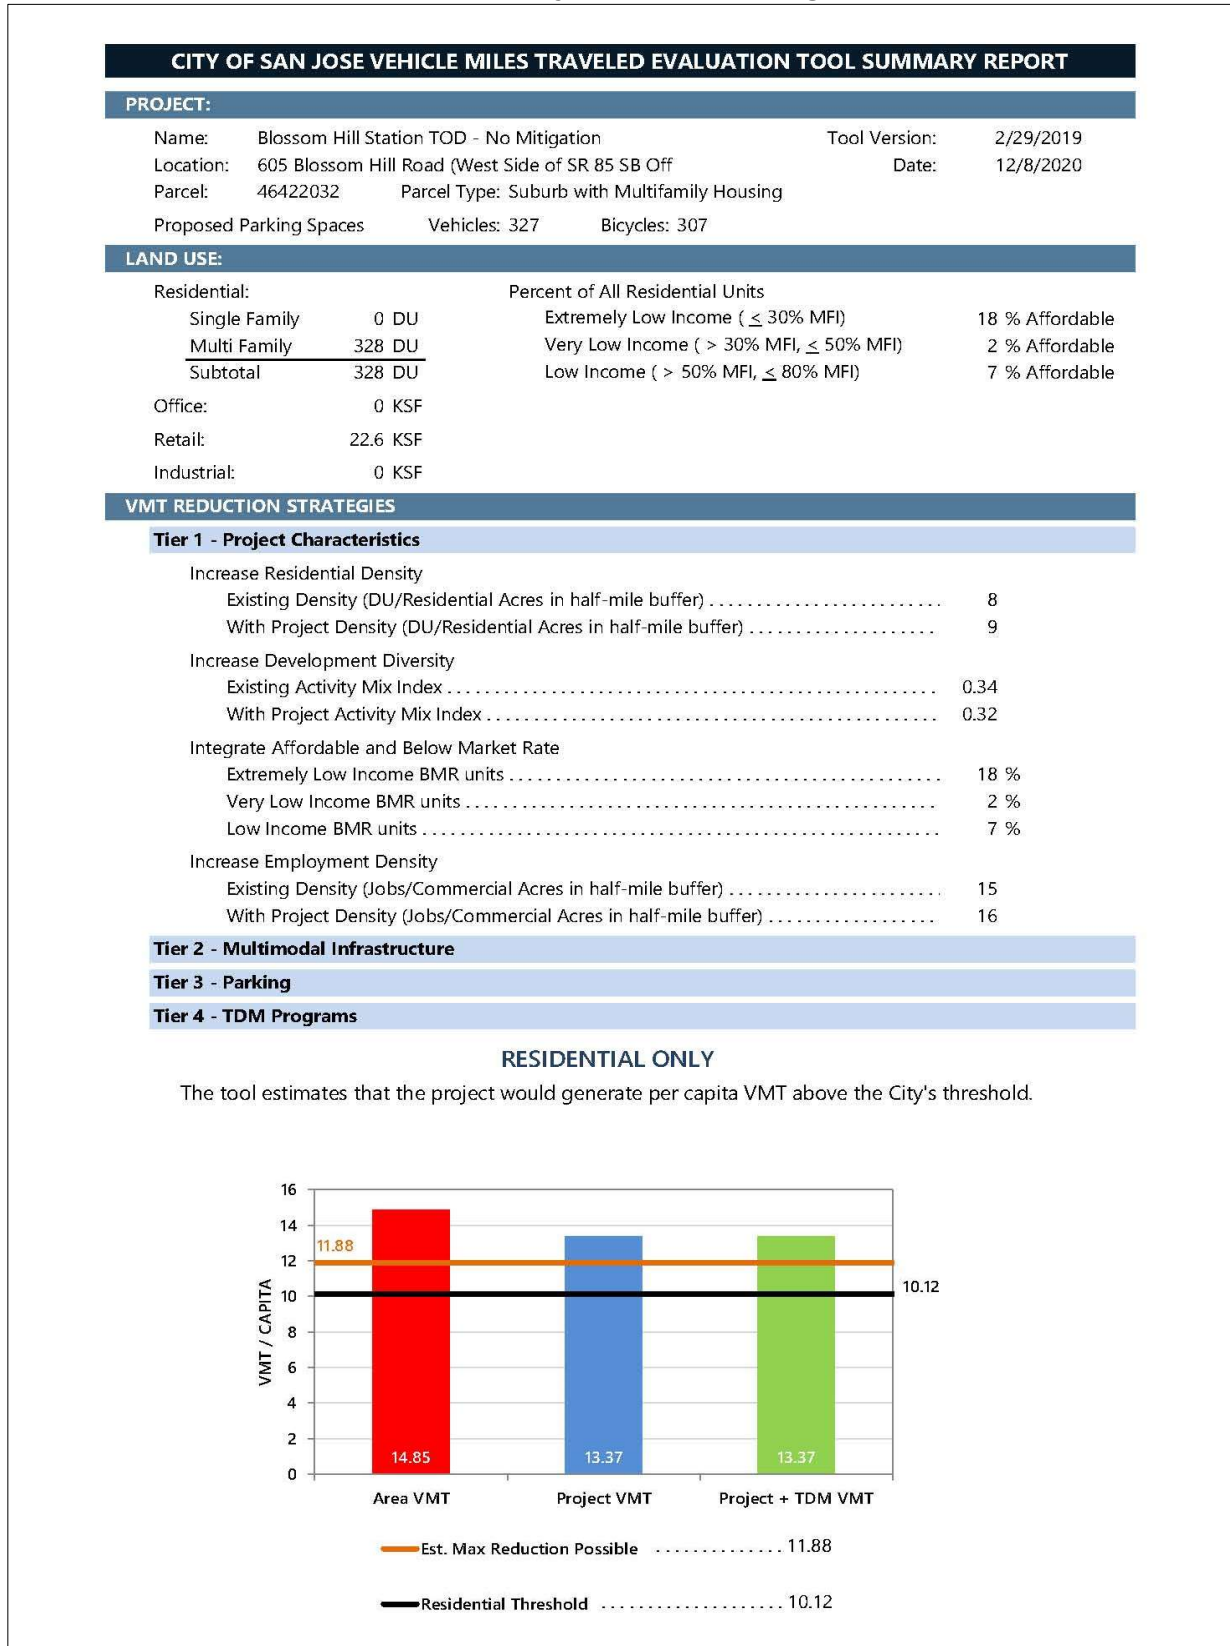 CITY OF SAN JOSE VEHICLE MILES TRAVELED EVALUATION TOOL SUMMARY REPORT
PROJECT:
Name: Blossom Hill Station TOD - No Mitigation Tool Version: 2/29/2019
Location: 605 Blossom Hill Road (West Side of SR 85 SB Off Date: 12/8/2020
Parcel: 46422032 Parcel Type: Suburb with Multifamily Housing
Proposed Parking Spaces Vehicles: 327 Bicycles: 307
LAND USE:
Residential: Percent of All Residential Units
Single Family 0 DU Extremely Low Income ( ≤ 30% MFI) 18 % Affordable
Multi Family 328 DU Very Low Income ( > 30% MFI, ≤ 50% MFI) 2 % Affordable
Subtotal 328 DU Low Income ( > 50% MFI, ≤ 80% MFI) 7 % Affordable
Office: 0 KSF
Retail: 22.6 KSF
Industrial: 0 KSF
VMT REDUCTION STRATEGIES
Tier 1 - Project Characteristics
Increase Residential Density
Existing Density (DU/Residential Acres in half-mile buffer) . . . . . . . . . . . . . . . . . . . . . . . . . 8
With Project Density (DU/Residential Acres in half-mile buffer) . . . . . . . . . . . . . . . . . . . . 9
Increase Development Diversity
Existing Activity Mix Index . . . . . . . . . . . . . . . . . . . . . . . . . . . . . . . . . . . . . . . . . . . . . . . . . . . . 0.34
With Project Activity Mix Index . . . . . . . . . . . . . . . . . . . . . . . . . . . . . . . . . . . . . . . . . . . . . . . . 0.32
Integrate Affordable and Below Market Rate
Extremely Low Income BMR units . . . . . . . . . . . . . . . . . . . . . . . . . . . . . . . . . . . . . . . . . . . . . . 18 %
Very Low Income BMR units . . . . . . . . . . . . . . . . . . . . . . . . . . . . . . . . . . . . . . . . . . . . . . . . . . 2 %
Low Income BMR units . . . . . . . . . . . . . . . . . . . . . . . . . . . . . . . . . . . . . . . . . . . . . . . . . . . . . . . 7 %
Increase Employment Density
Existing Density (Jobs/Commercial Acres in half-mile buffer) . . . . . . . . . . . . . . . . . . . . . . . 15
With Project Density (Jobs/Commercial Acres in half-mile buffer) . . . . . . . . . . . . . . . . . . 16
Tier 2 - Multimodal Infrastructure
Tier 3 - Parking
Tier 4 - TDM Programs
RESIDENTIAL ONLY
The tool estimates that the project would generate per capita VMT above the City's threshold.
16
14
11.88
12
10.12
10
VMT / CAPITA
8
6
4
2
14.85 13.37 13.37
0
Area VMT Project VMT Project + TDM VMT
Est. Max Reduction Possible . . . . . . . . . . . . . . 11.88
Residential Threshold . . . . . . . . . . . . . . . . . . . . 10.12